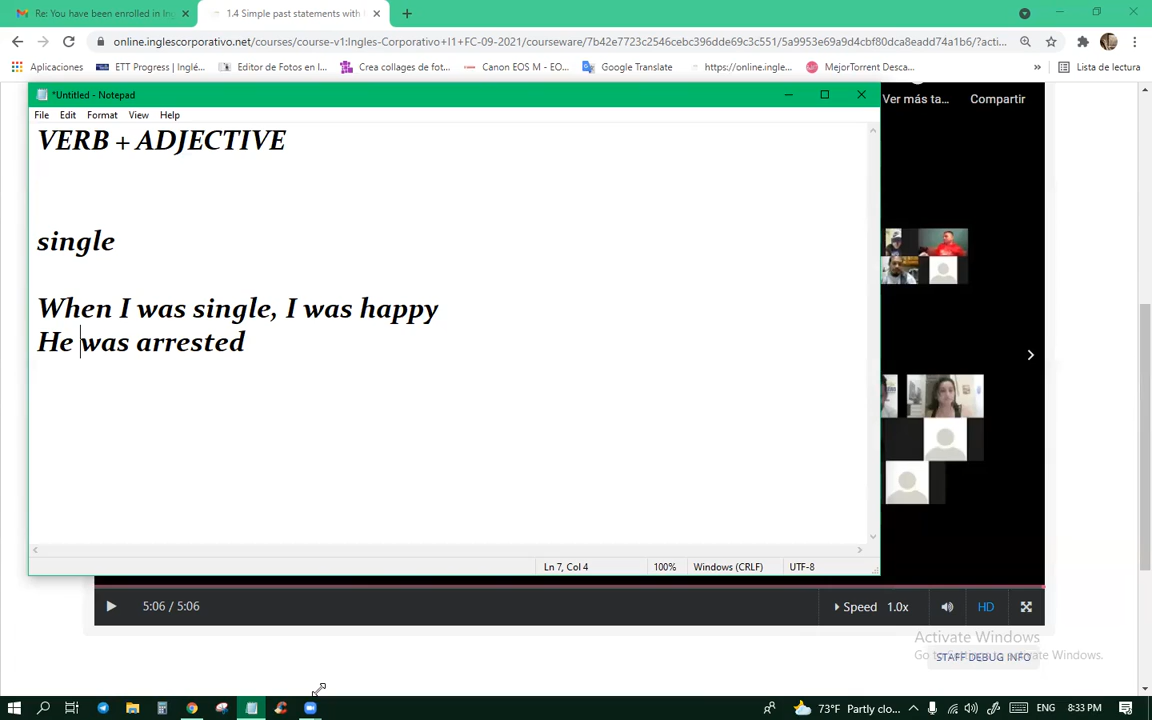 Re: You have been enrolled in Ing
1.4 Simple past statements with
online.inglescorporativo.net/courses/course-v1:Ingles-Corporativo+I1+FC-09-2021/courseware/7b42e7723c2546cebc396dde69c3c551/5a9953e69a9d4cbf80dca8eadd74a1b6/?acti...
Aplicaciones
ETT Progress | Inglé...
Editor de Fotos en l...
Crea collages de fot...
Canon EOS M - EO...
Google Translate
https://online.ingle...
MejorTorrent Desca...
»
Lista de lectura
*Untitled - Notepad
Ver más ta...
Compartir
File Edit Format View Help
VERB + ADJECTIVE
single
When I was single, I was happy
He was arrested
Ln 7, Col 4
100%
Windows (CRLF)
UTF-8
5:06 / 5:06
Speed 1.0x
HD
Activate Windows
STAFF DEBUG INFO
73°F Partly clo...
ENG
8:33 PM